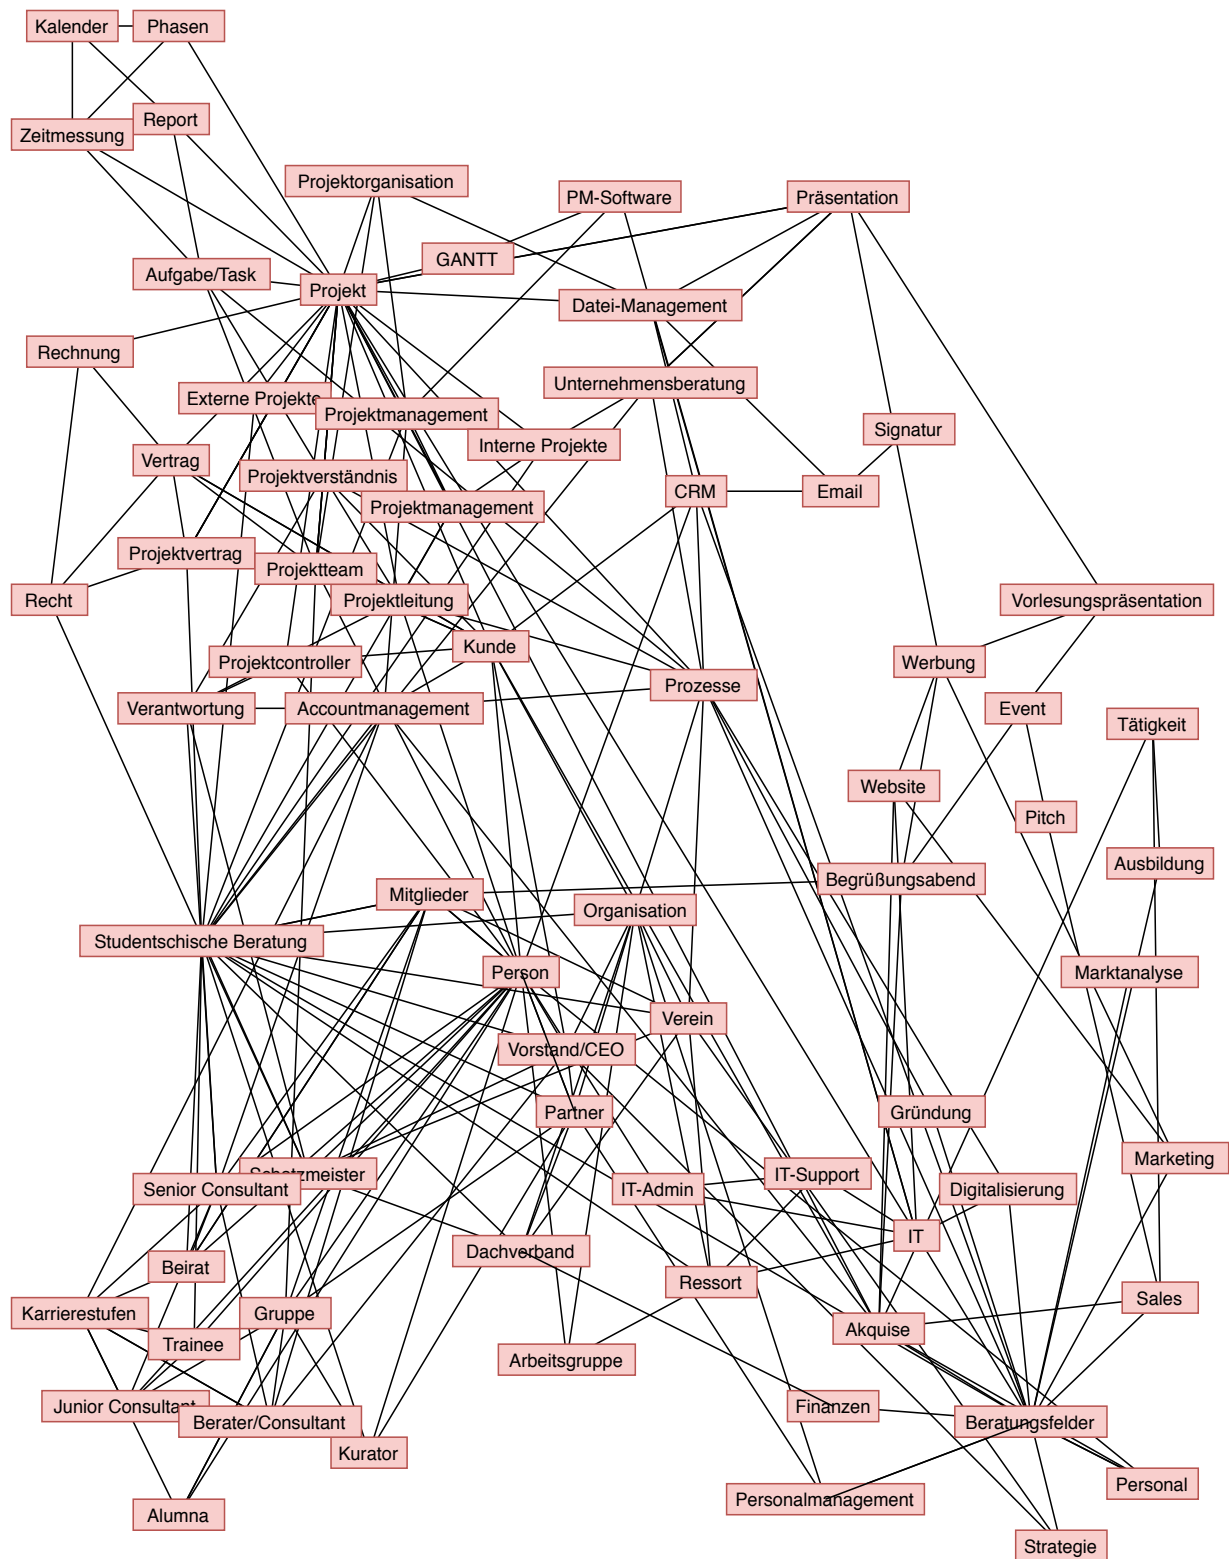 Kalender
Phasen
Report
Zeitmessung
Projektorganisation
PM-Software
Präsentation
GANTT
Aufgabe/Task
Projekt
Datei-Management
Rechnung
Unternehmensberatung
Externe Projekte
Projektmanagement
Signatur
Interne Projekte
Vertrag
Projektverständnis
CRM
Email
Projektmanagement
Projektvertrag
Projektteam
Recht
Projektleitung
Vorlesungspräsentation
Kunde
Projektcontroller
Werbung
Prozesse
Verantwortung
Accountmanagement
Event
Tätigkeit
Website
Pitch
Ausbildung
Begrüßungsabend
Mitglieder
Organisation
Studentschische Beratung
Person
Marktanalyse
Verein
Vorstand/CEO
Partner
Gründung
Marketing
Schatzmeister
IT-Support
Senior Consultant
IT-Admin
Digitalisierung
IT
Dachverband
Beirat
Ressort
Sales
Karrierestufen
Gruppe
Akquise
Trainee
Arbeitsgruppe
Junior Consultant
Finanzen
Berater/Consultant
Beratungsfelder
Kurator
Personal
Personalmanagement
Alumna
Strategie